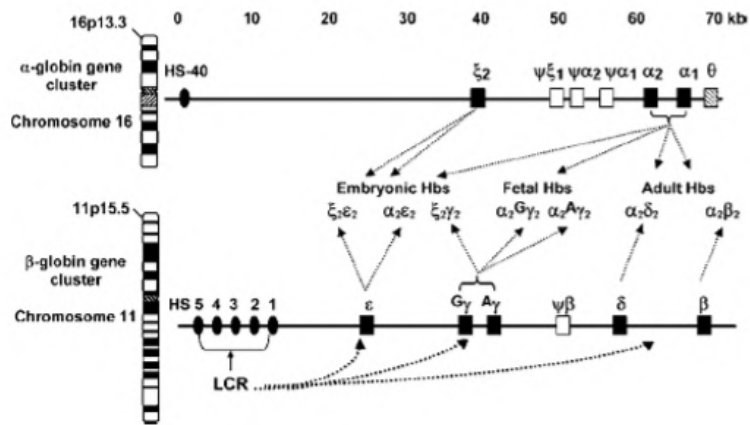 16p13.3
0 10 20 30 40 50 60 70 kb
α-globin gene
cluster
Chromosome 16
HS-40
ξ2 ψξ1 ψα2 ψα1 α2 α1 θ
Embryonic Hbs Fetal Hbs Adult Hbs
ξ₂ε₂ α₂ε₂ ξ₂γ₂ α₂Gγ₂ α₂Aγ₂ α₂δ₂ α₂β₂
11p15.5
β-globin gene
cluster
Chromosome 11
HS 5 4 3 2 1
ε Gγ Aγ ψβ δ β
LCR